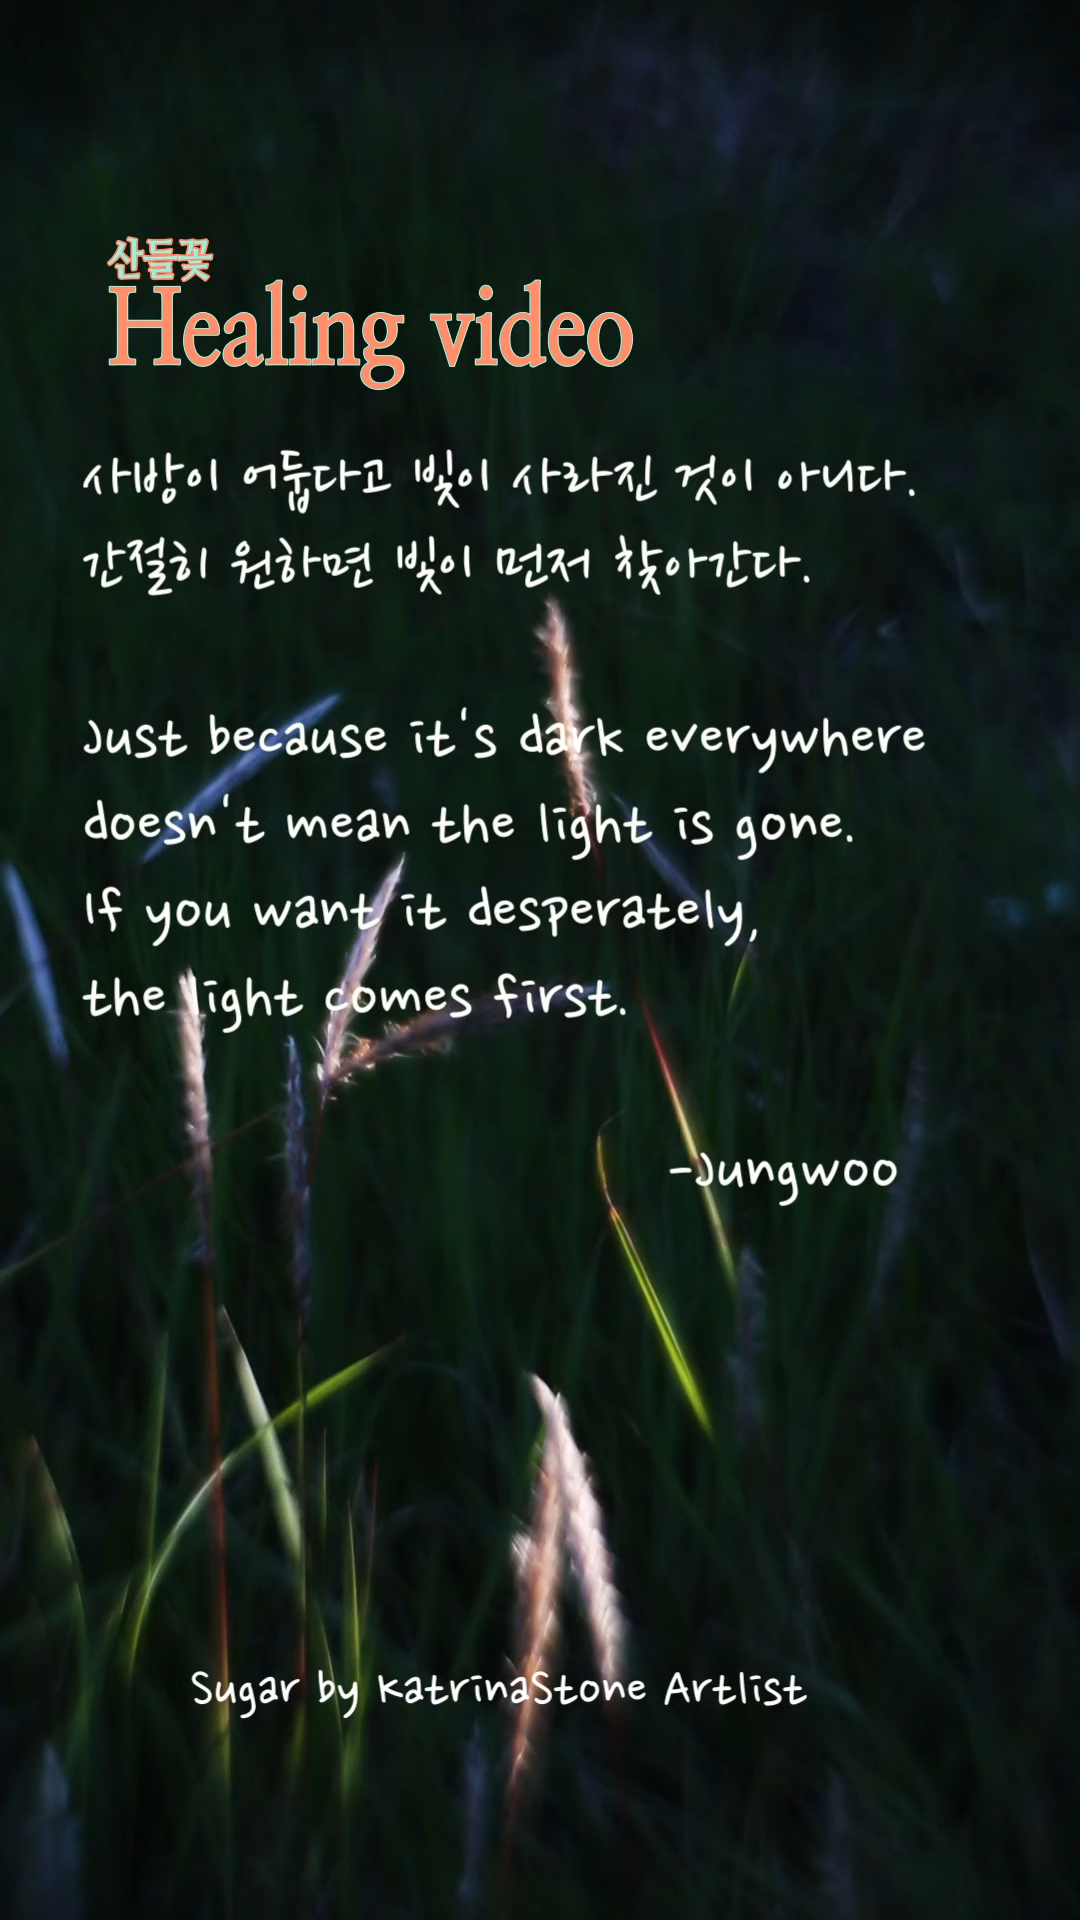 산들꽃
Healing video
사방이 어둡다고 빛이 사라진 것이 아니다.
간절히 원하면 빛이 먼저 찾아간다.
Just because it's dark everywhere
doesn't mean the light is gone.
If you want it desperately,
the light comes first.
-Jungwoo
Sugar by KatrinaStone Artlist